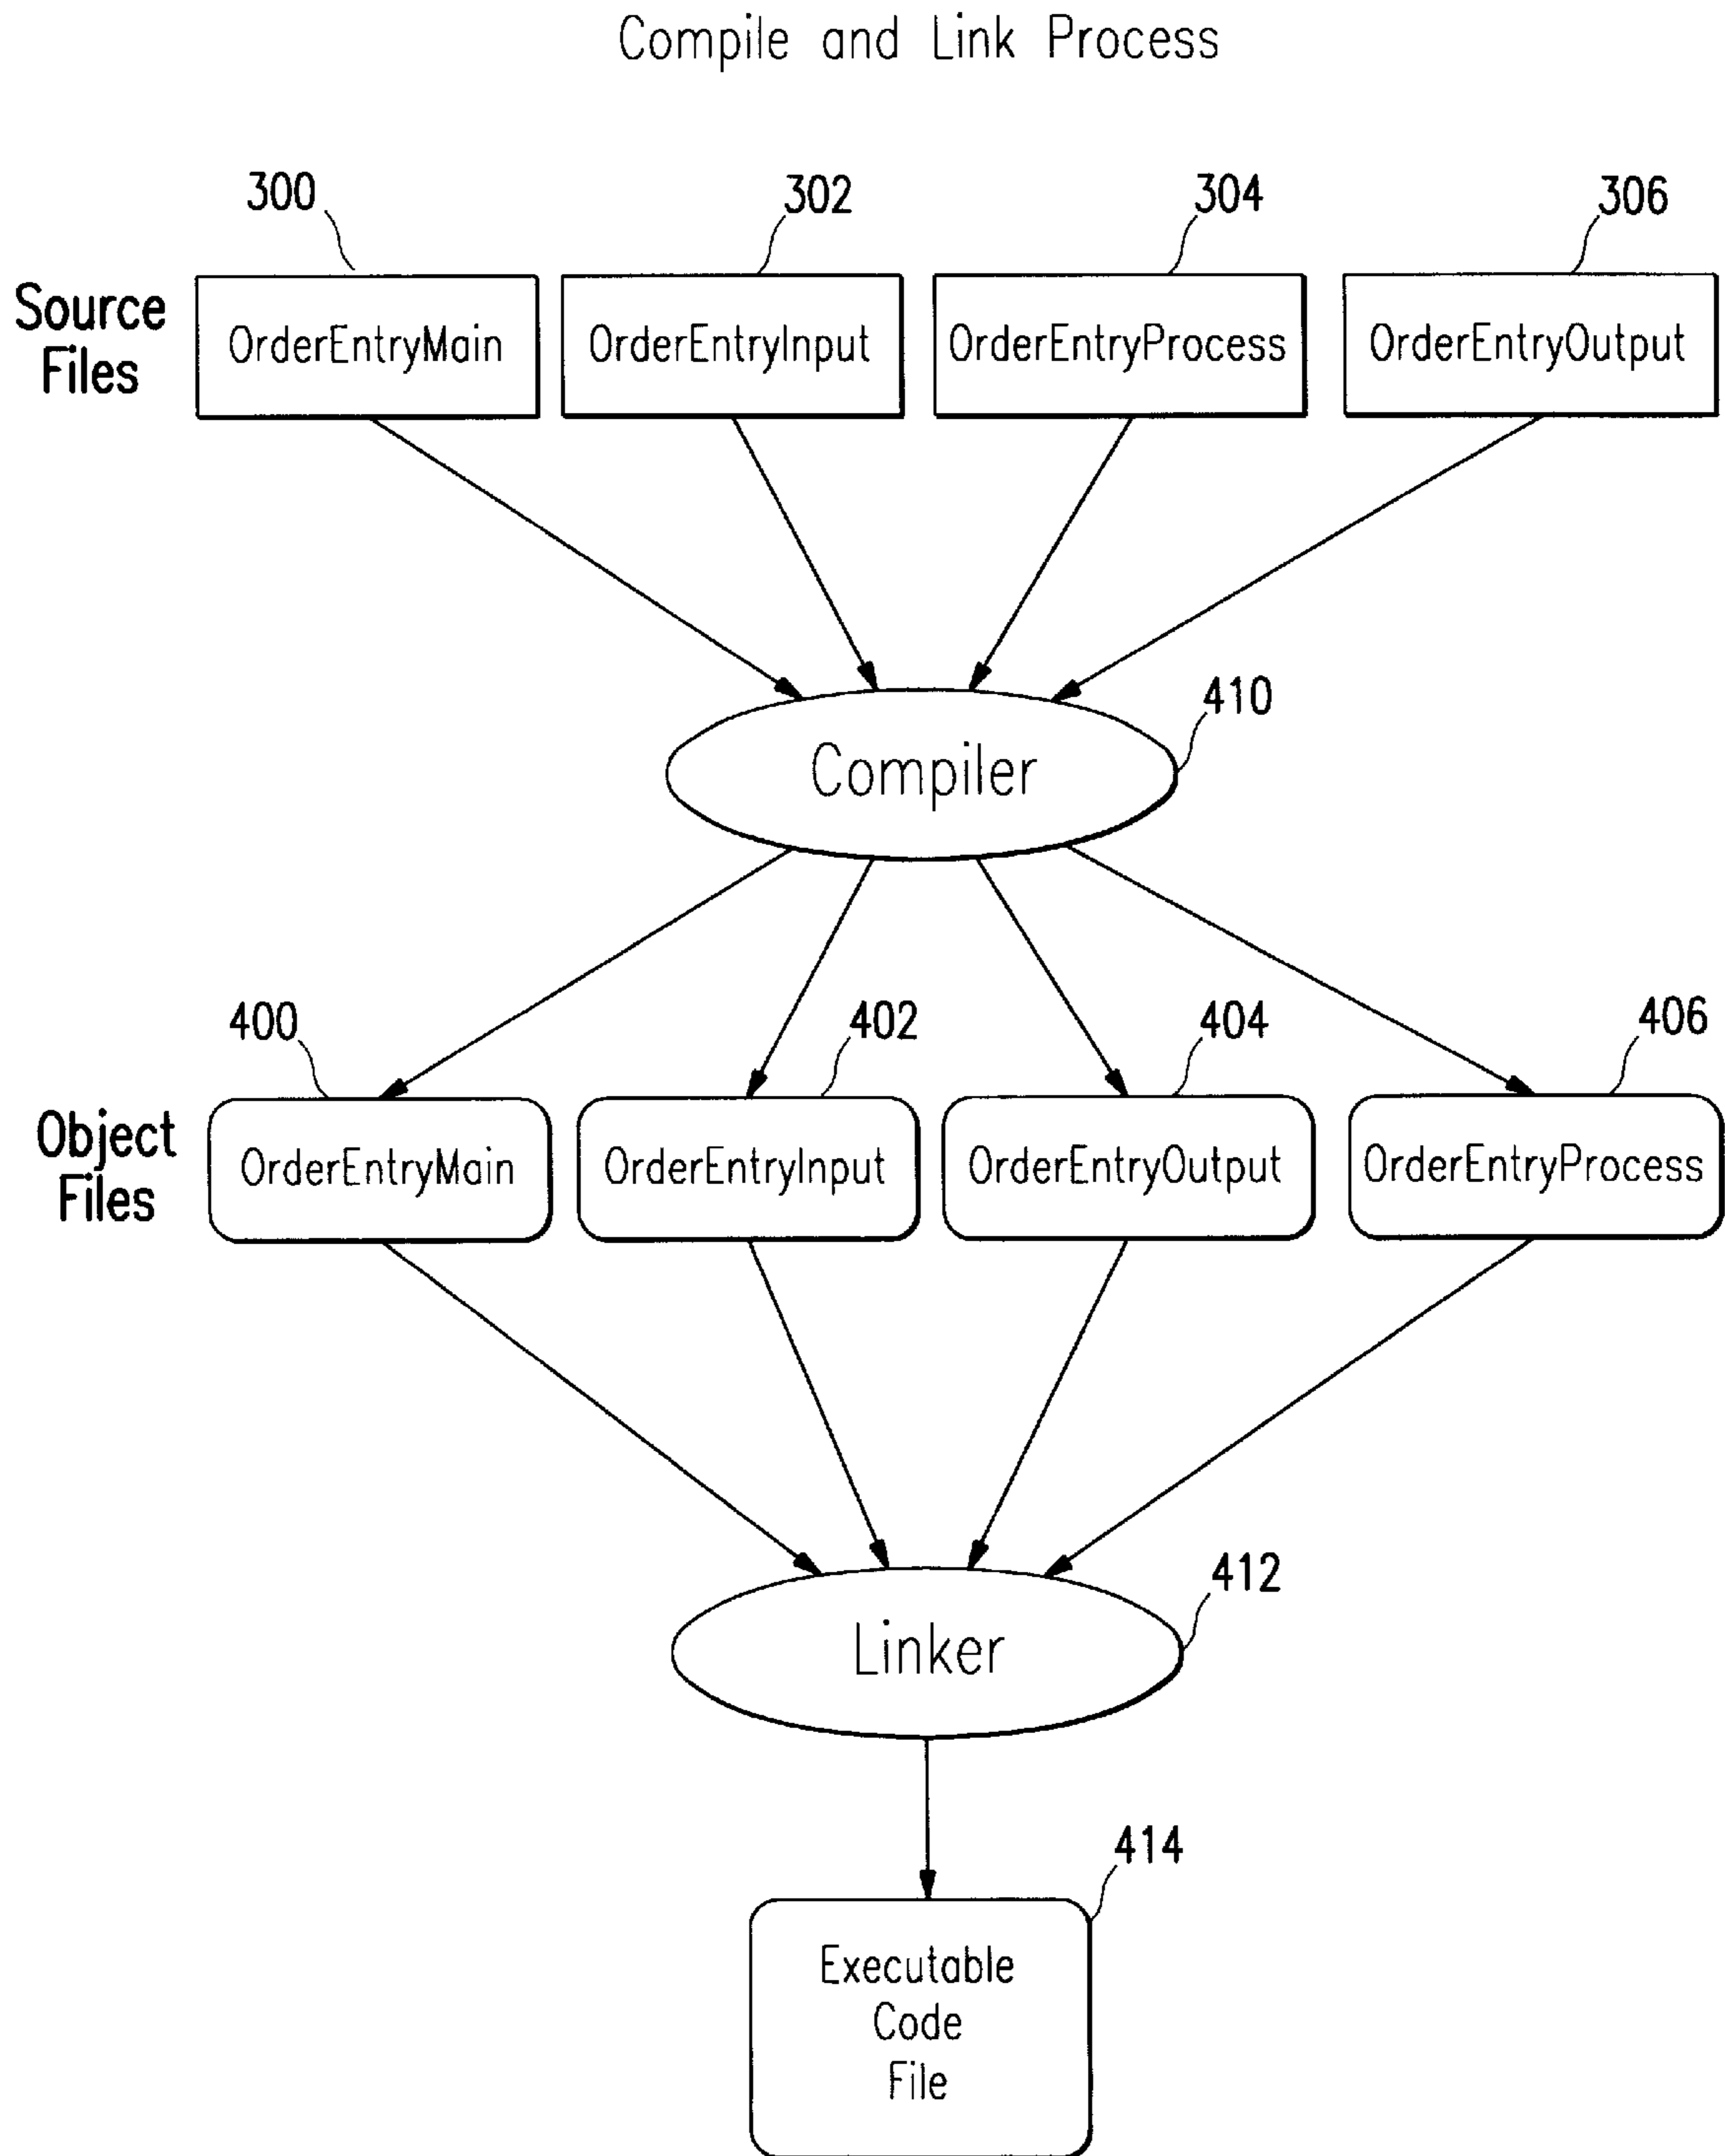 Compile and Link Process
300
302
304
306
Source
Files
OrderEntryMain
OrderEntryInput
OrderEntryProcess
OrderEntryOutput
410
Compiler
400
402
404
406
Object
Files
OrderEntryMain
OrderEntryInput
OrderEntryOutput
OrderEntryProcess
412
Linker
414
Executable
Code
File